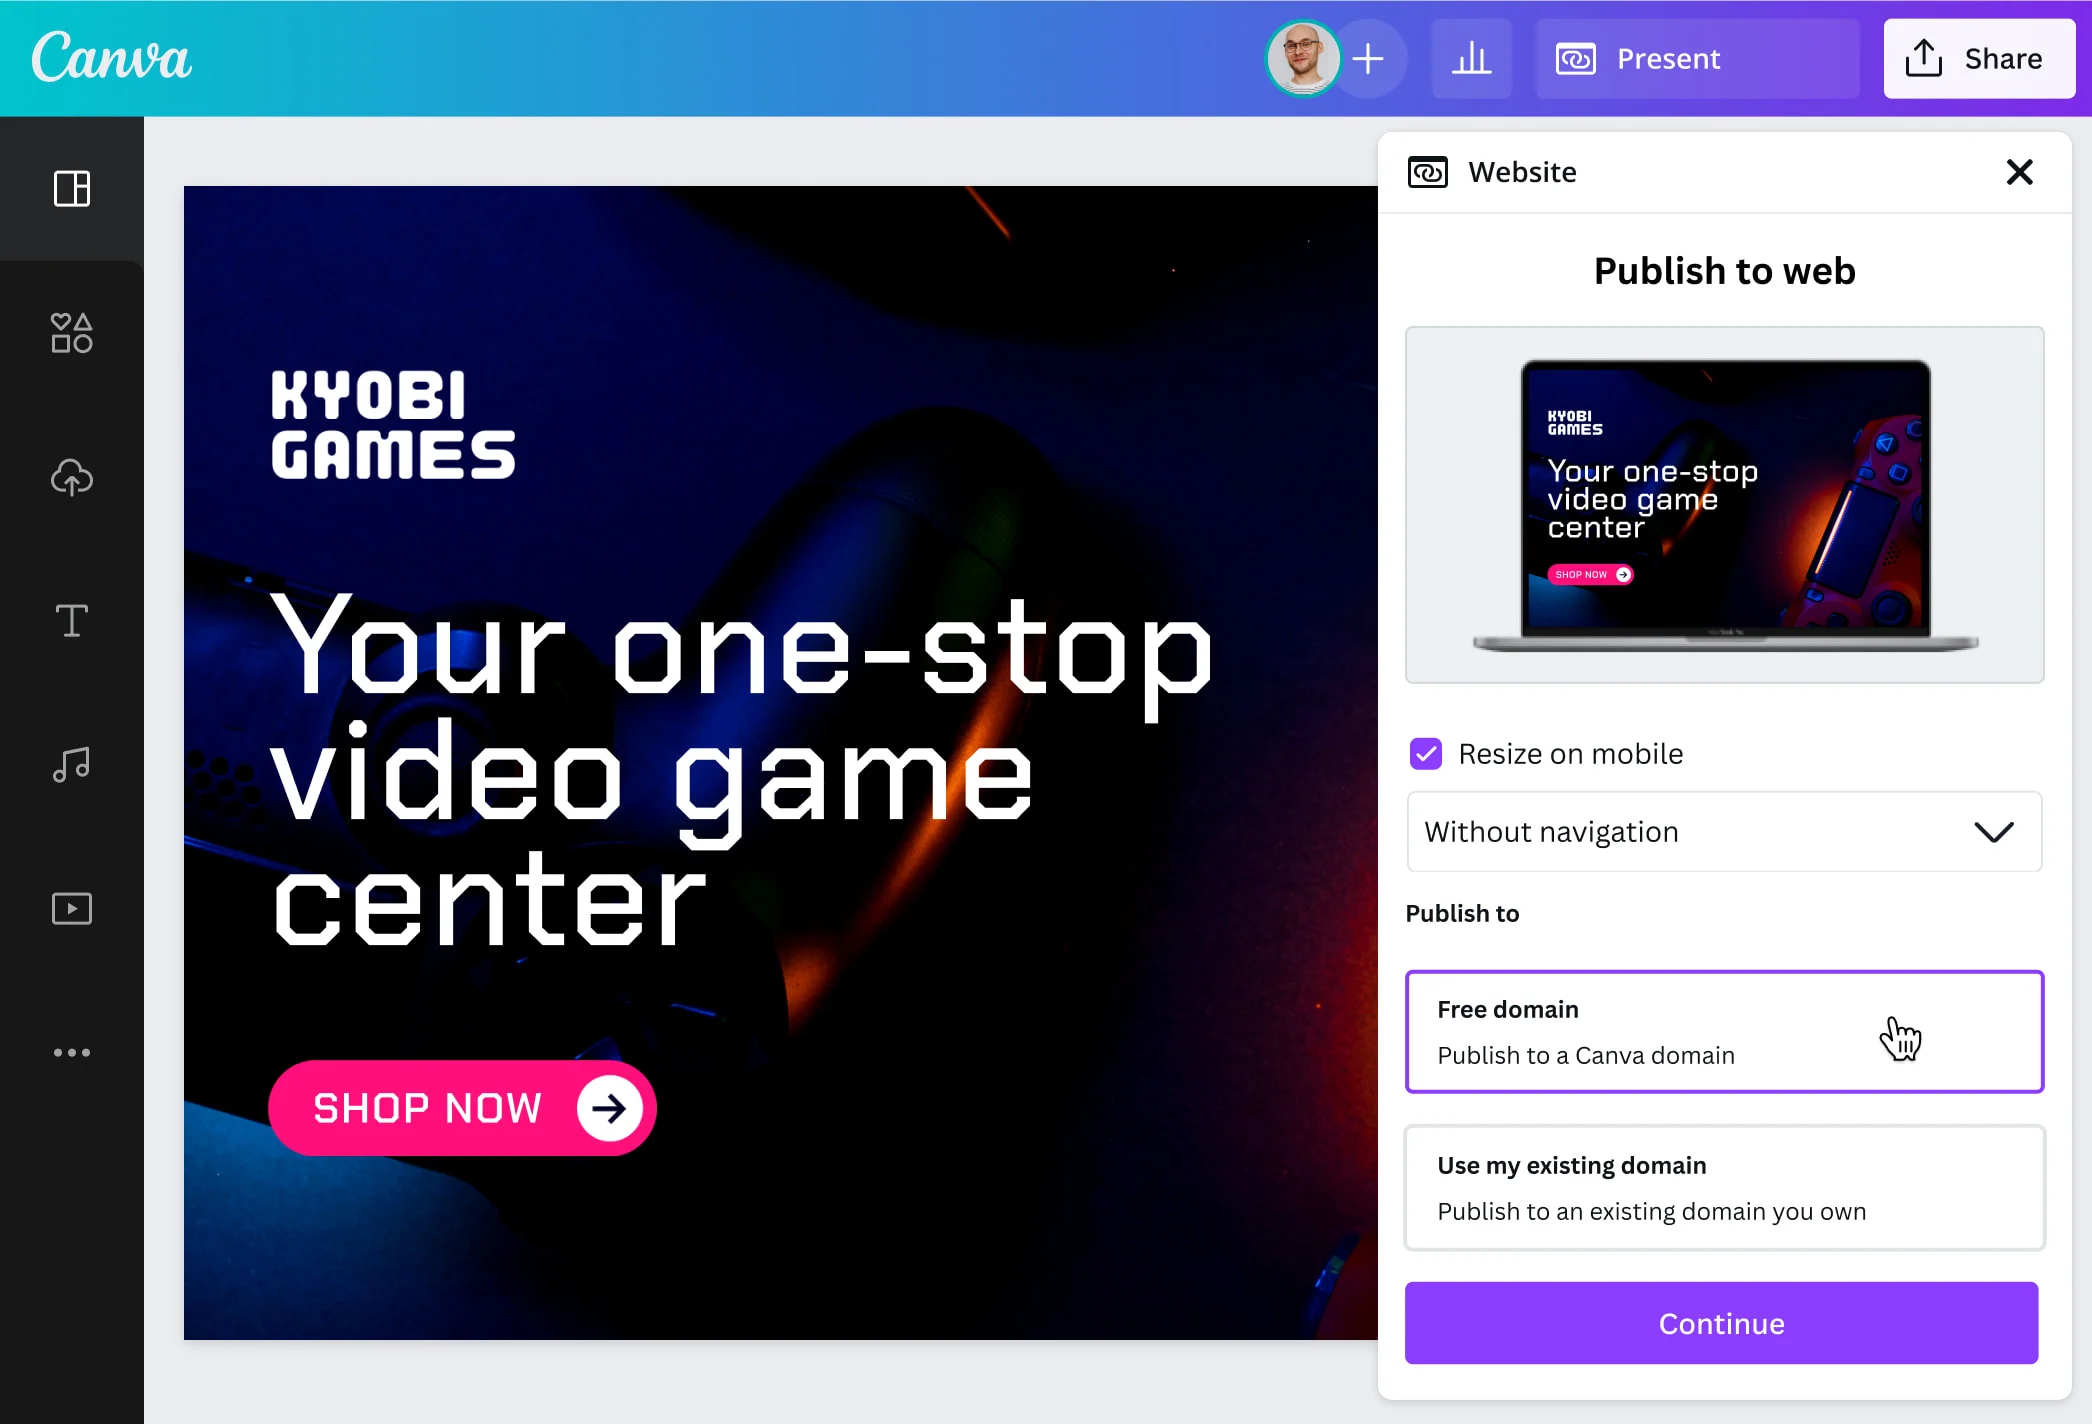 Canva
Present
Share
KYOBI
GAMES
Your one-stop
video game
center
SHOP NOW
Website
Publish to web
KYOBI
GAMES
Your one-stop
video game
center
SHOP NOW
Resize on mobile
Without navigation
Publish to
Free domain
Publish to a Canva domain
Use my existing domain
Publish to an existing domain you own
Continue